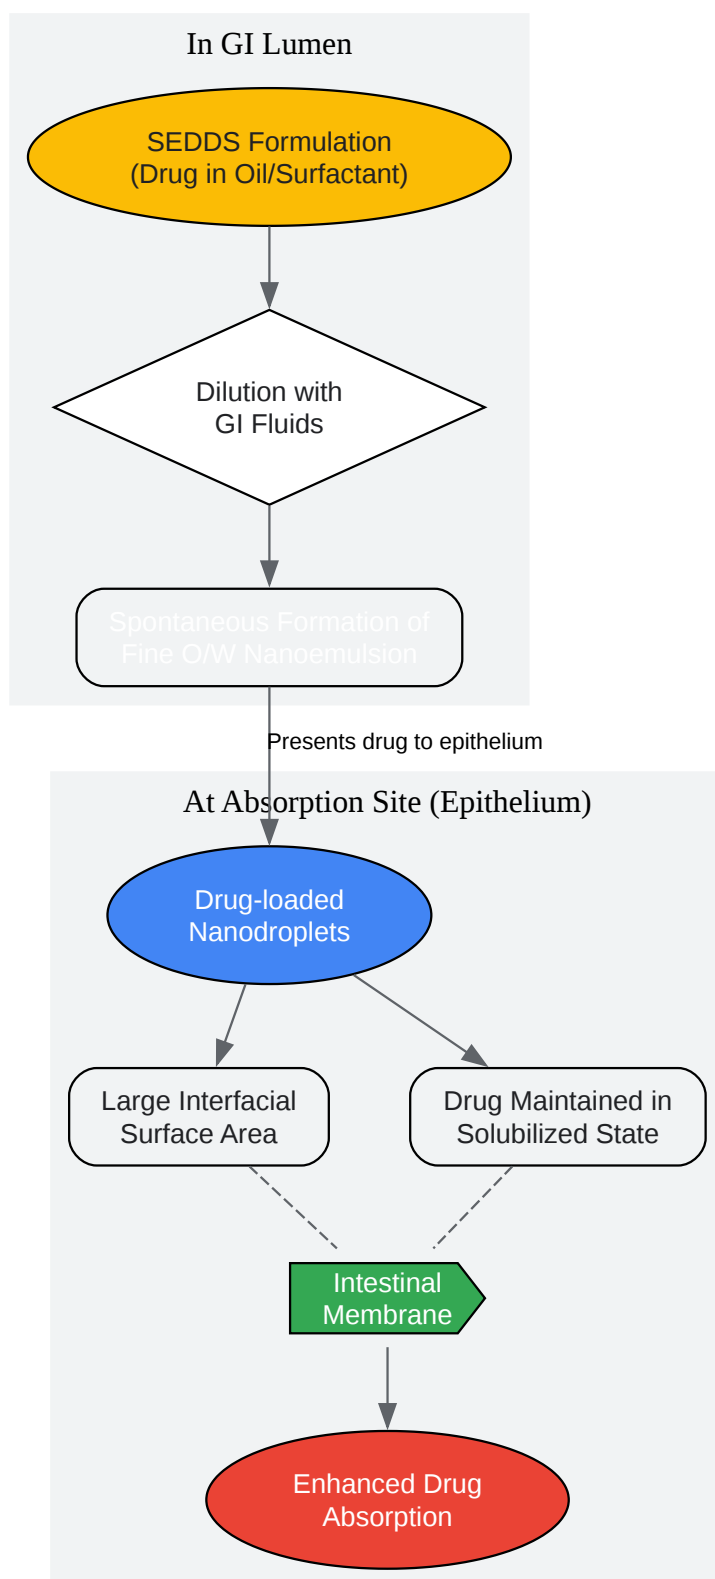 In GI Lumen
SEDDS Formulation
(Drug in Oil/Surfactant)
Dilution with
GI Fluids
Spontaneous Formation of
Fine O/W Nanoemulsion
Presents drug to epithelium
At Absorption Site (Epithelium)
Drug-loaded
Nanodroplets
Large Interfacial
Surface Area
Drug Maintained in
Solubilized State
Intestinal
Membrane
Enhanced Drug
Absorption